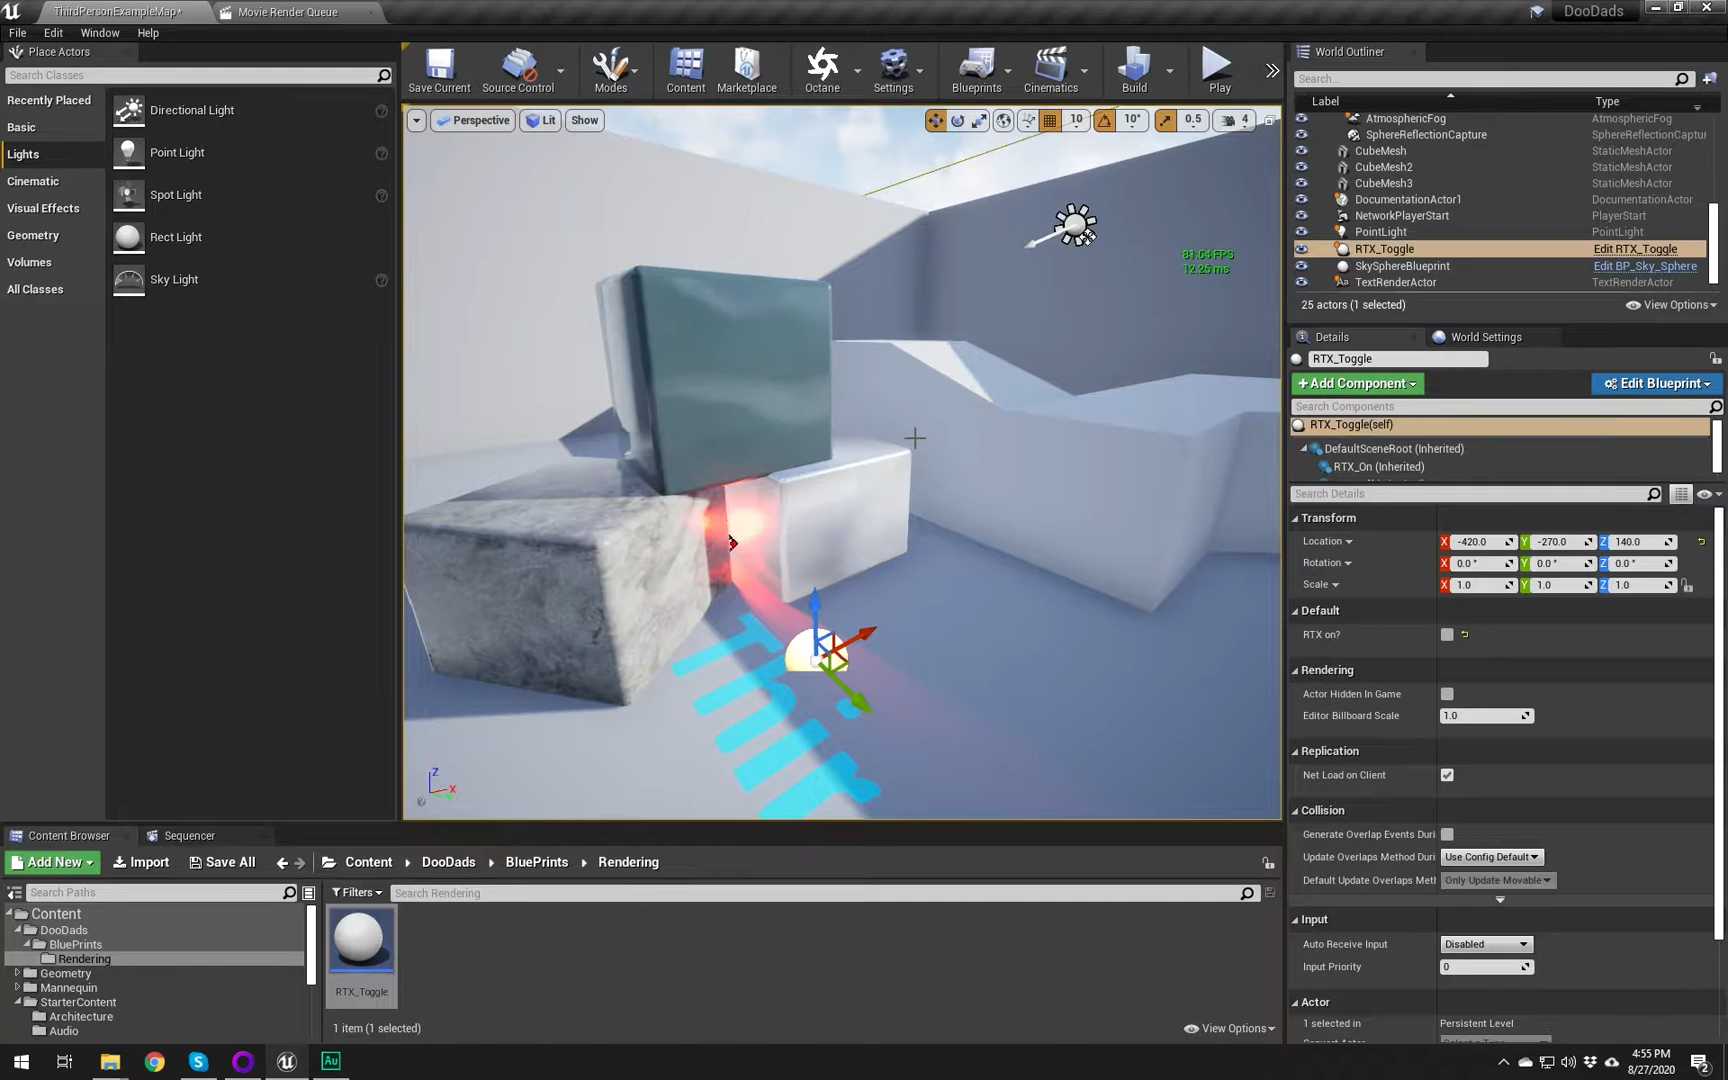 ThirdPersonExampleMap*
Movie Render Queue
DooDads
File Edit Window Help
Place Actors
Search Classes
Recently Placed
Basic
Lights
Cinematic
Visual Effects
Geometry
Volumes
All Classes
Directional Light
Point Light
Spot Light
Rect Light
Sky Light
Save Current
Source Control
Modes
Content
Marketplace
Octane
Settings
Blueprints
Cinematics
Build
Play
Perspective
Lit
Show
10
10°
0.5
4
81.64 FPS
12.25 ms
Z
X
World Outliner
Search...
Label Type
AtmosphericFog AtmosphericFog
SphereReflectionCapture SphereReflectionCaptur
CubeMesh StaticMeshActor
CubeMesh2 StaticMeshActor
CubeMesh3 StaticMeshActor
DocumentationActor1 DocumentationActor
NetworkPlayerStart PlayerStart
PointLight PointLight
RTX_Toggle Edit RTX_Toggle
SkySphereBlueprint Edit BP_Sky_Sphere
TextRenderActor TextRenderActor
25 actors (1 selected)
View Options
Details
World Settings
RTX_Toggle
+Add Component
Edit Blueprint
Search Components
RTX_Toggle(self)
DefaultSceneRoot (Inherited)
RTX_On (Inherited)
Search Details
Transform
Location X -420.0 Y -270.0 Z 140.0
Rotation X 0.0 ° Y 0.0 ° Z 0.0 °
Scale X 1.0 Y 1.0 Z 1.0
Default
RTX on?
Rendering
Actor Hidden In Game
Editor Billboard Scale 1.0
Replication
Net Load on Client
Collision
Generate Overlap Events Duri
Update Overlaps Method Duri Use Config Default
Default Update Overlaps Meth Only Update Movable
Input
Auto Receive Input Disabled
Input Priority 0
Actor
1 selected in Persistent Level
Content Browser
Sequencer
Add New
Import
Save All
Content
DooDads
BluePrints
Rendering
Search Paths
Filters
Search Rendering
Content
DooDads
BluePrints
Rendering
Geometry
Mannequin
StarterContent
Architecture
Audio
RTX_Toggle
1 item (1 selected)
View Options
Au
4:55 PM
8/27/2020
2